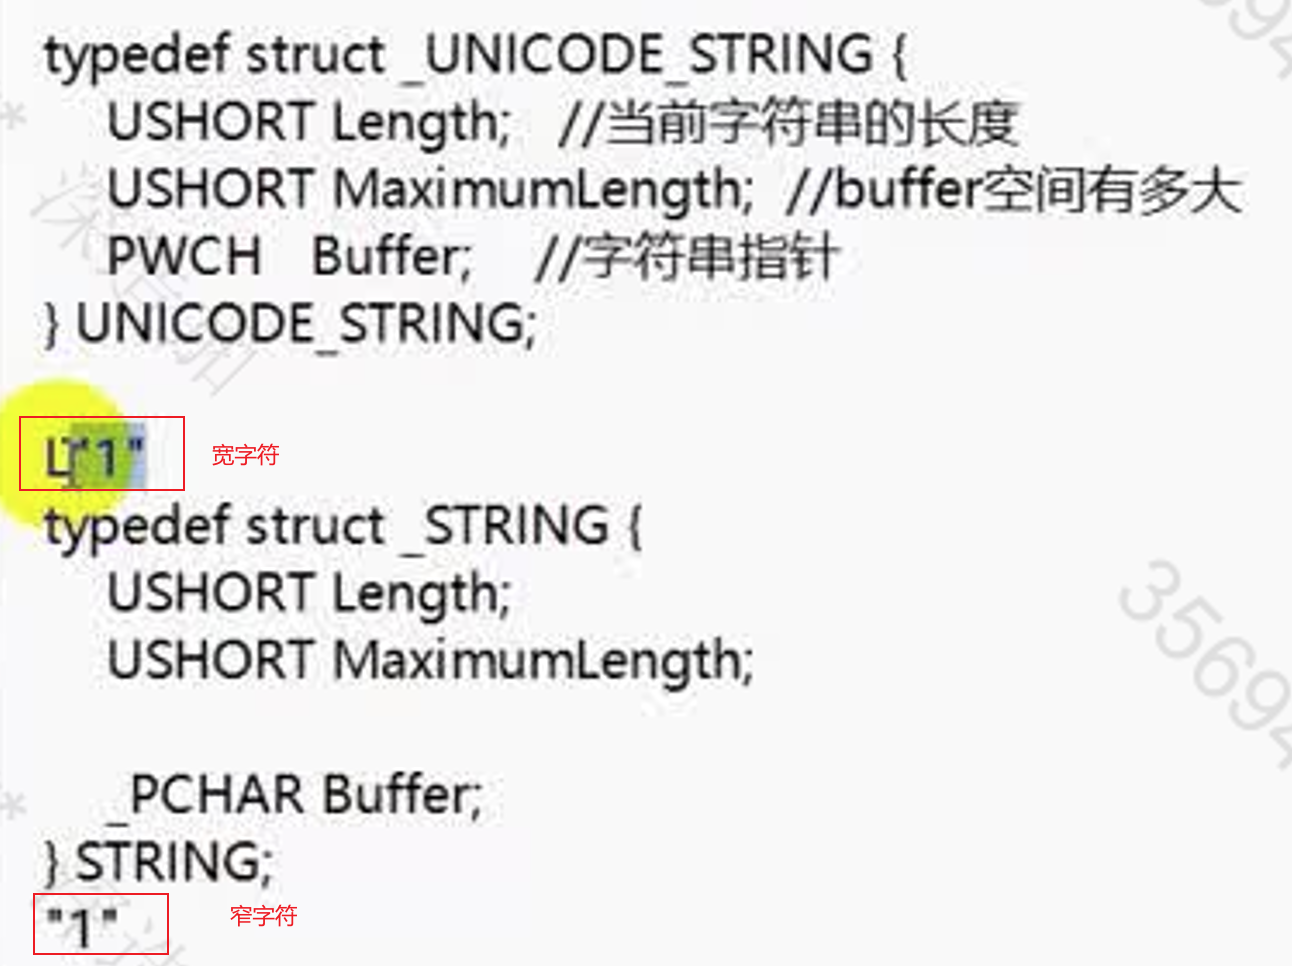 typedef struct _UNICODE_STRING {
USHORT Length; //当前字符串的长度
USHORT MaximumLength; //buffer空间有多大
PWCH Buffer; //字符串指针
} UNICODE_STRING;
L"1" 宽字符
typedef struct _STRING {
USHORT Length;
USHORT MaximumLength;
_PCHAR Buffer;
} STRING;
"1" 窄字符
35694